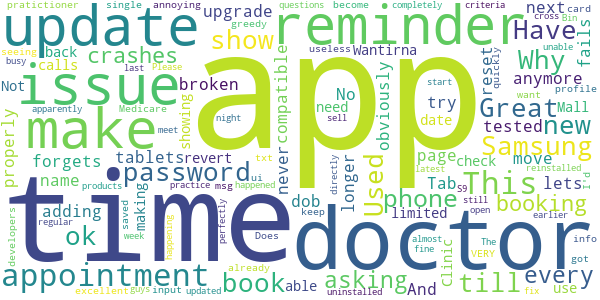 single annoying questions become completely criteria
pratictioner greedy cross Bin
update reminder upgrade next card
seeing back show Have unable
busy crashes Wantirna useless Why fails
Not last calls app compatible Please anymore quickly
issue broken No try reset profile
apparently showing need obviously Great start
properly forgets make night sell tested Mall want
tablets revert date new
name password never Used page check Samsung
meet txt longer This move latest
products ui dob Tab S9 lets
adding practice msg happened phone booking reinstalled I'd
developers making saved perfectly directly keep limited still open earlier
ok regular week Does almost fine The VERY info
time doctor till
appointment already book asking clinic every got
happening able And
excellent guys input updated uninstalled use fix